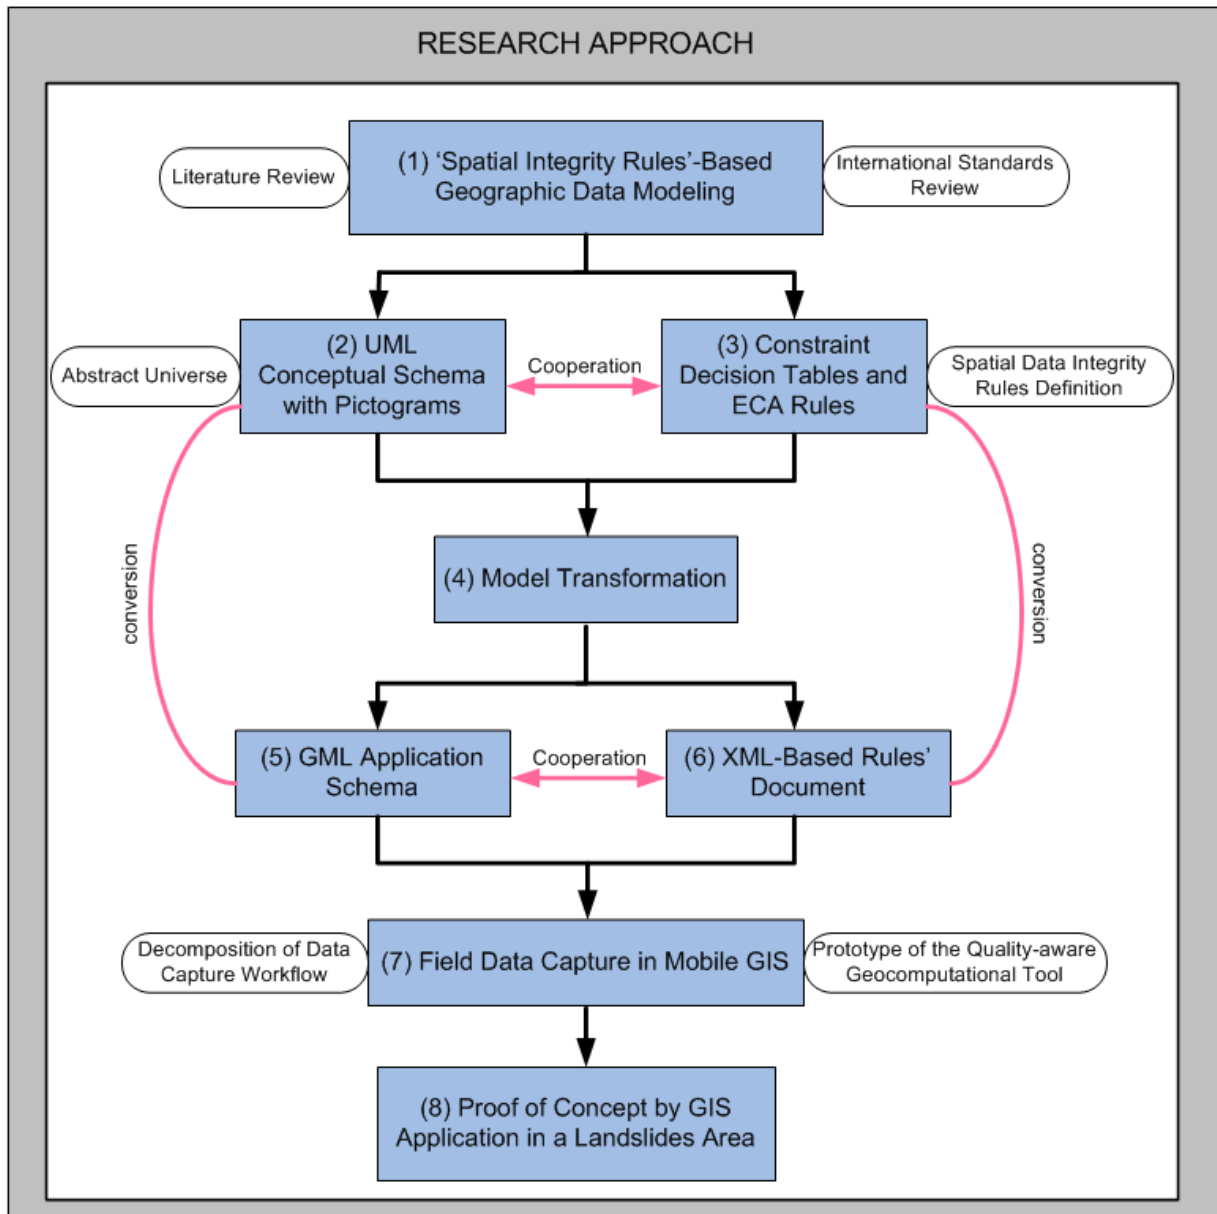 RESEARCH APPROACH
(1) ‘Spatial Integrity Rules’-Based
Geographic Data Modeling
Literature Review
International Standards
Review
(2) UML
Conceptual Schema
with Pictograms
Abstract Universe
Cooperation
(3) Constraint
Decision Tables and
ECA Rules
Spatial Data Integrity
Rules Definition
conversion
(4) Model Transformation
conversion
(5) GML Application
Schema
Cooperation
(6) XML-Based Rules’
Document
Decomposition of Data
Capture Workflow
(7) Field Data Capture in Mobile GIS
Prototype of the Quality-aware
Geocomputational Tool
(8) Proof of Concept by GIS
Application in a Landslides Area